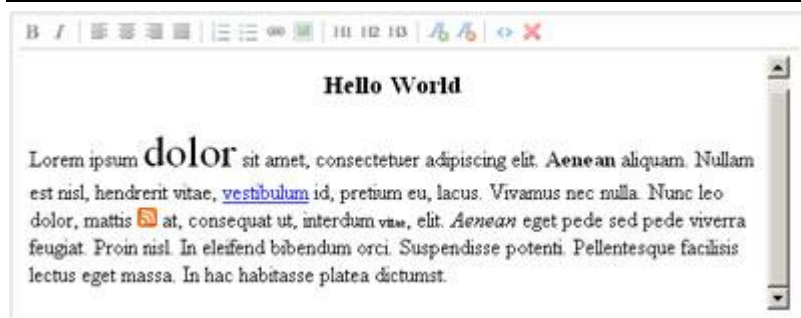 B I H1 H2 H3
Hello World
Lorem ipsum dolor sit amet, consectetuer adipiscing elit. Aenean aliquam. Nullam
est nisl, hendrerit vitae, vestibulum id, pretium eu, lacus. Vivamus nec nulla. Nunc leo
dolor, mattis at, consequat ut, interdum vitae, elit. Aenean eget pede sed pede viverra
feugiat. Proin nisl. In eleifend bibendum orci. Suspendisse potenti. Pellentesque facilisis
lectus eget massa. In hac habitasse platea dictumst.